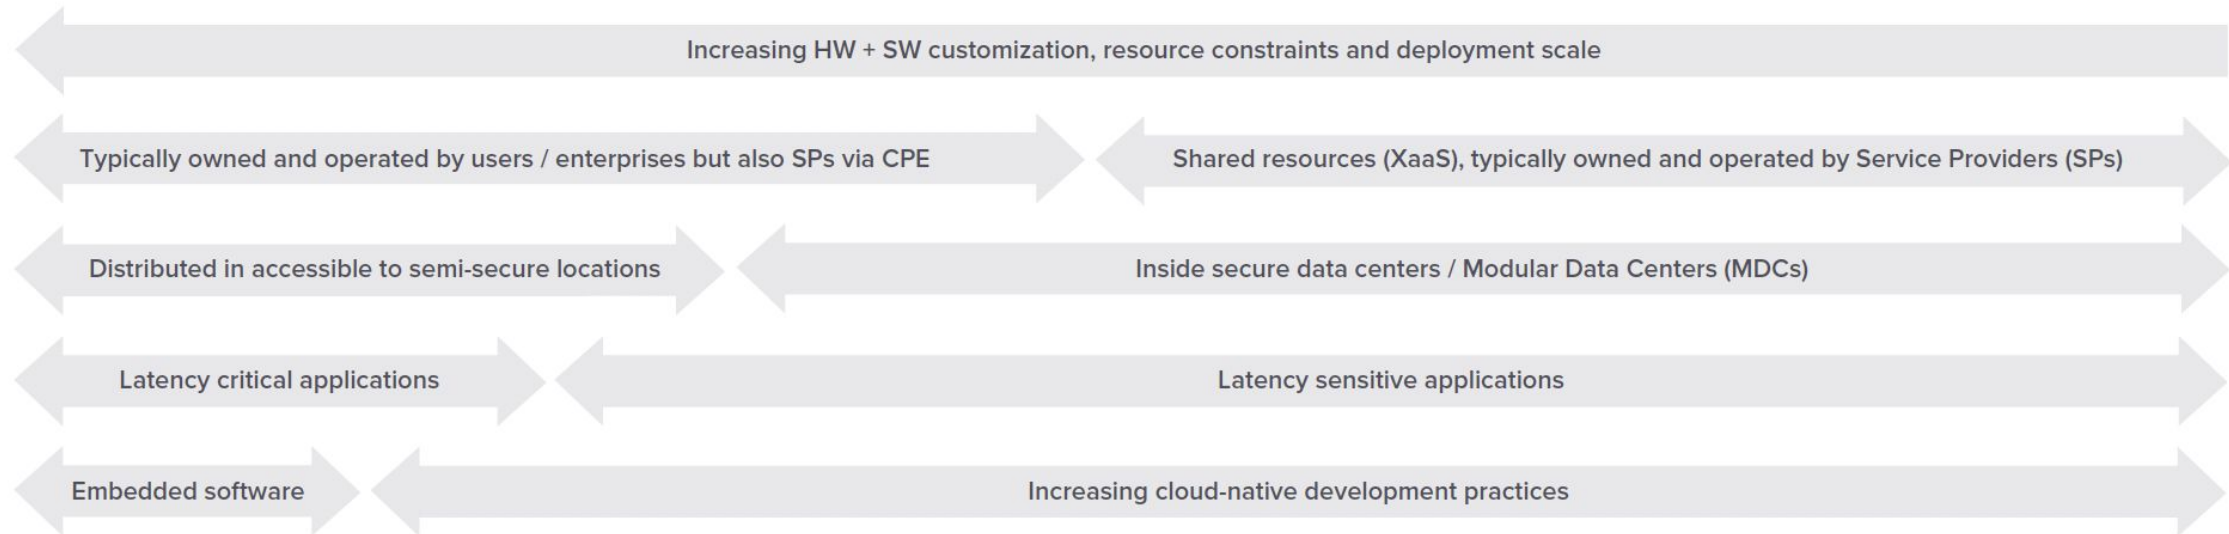 Increasing HW + SW customization, resource constraints and deployment scale
Typically owned and operated by users / enterprises but also SPs via CPE
Shared resources (XaaS), typically owned and operated by Service Providers (SPs)
Distributed in accessible to semi-secure locations
Inside secure data centers / Modular Data Centers (MDCs)
Latency critical applications
Latency sensitive applications
Embedded software
Increasing cloud-native development practices